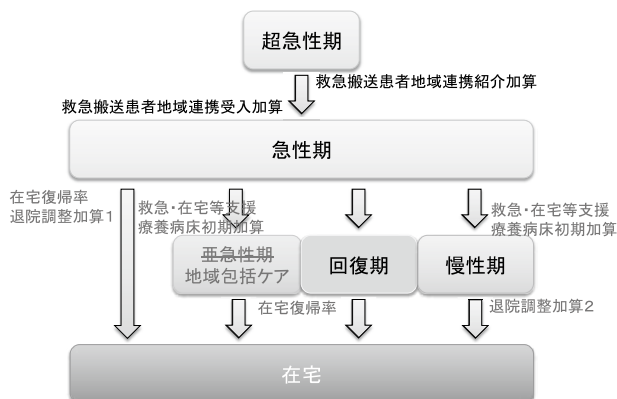 超急性期
救急搬送患者地域連携紹介加算
救急搬送患者地域連携受入加算
急性期
在宅復帰率
退院調整加算1
救急・在宅等支援
療養病床初期加算
救急・在宅等支援
療養病床初期加算
亜急性期
地域包括ケア
回復期
慢性期
在宅復帰率
退院調整加算2
在宅